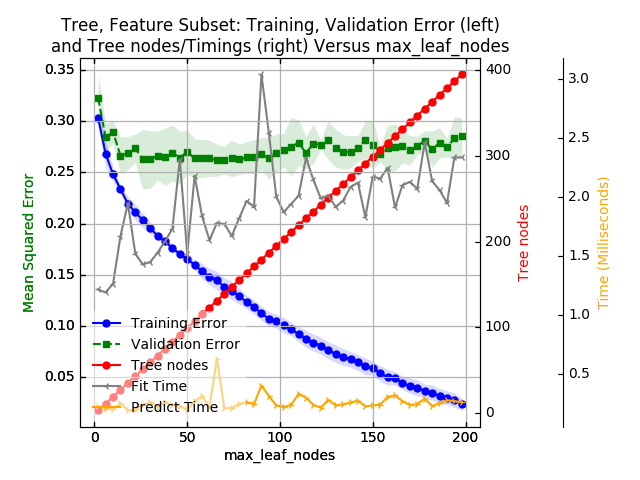 Tree, Feature Subset: Training, Validation Error (left)
and Tree nodes/Timings (right) Versus max_leaf_nodes
0.35
0.30
0.25
0.20
0.15
0.10
0.05
Mean Squared Error
400
300
200
100
0
Tree nodes
3.0
2.5
2.0
1.5
1.0
0.5
Time (Milliseconds)
Training Error
Validation Error
Tree nodes
Fit Time
Predict Time
0 50 100 150 200
max_leaf_nodes